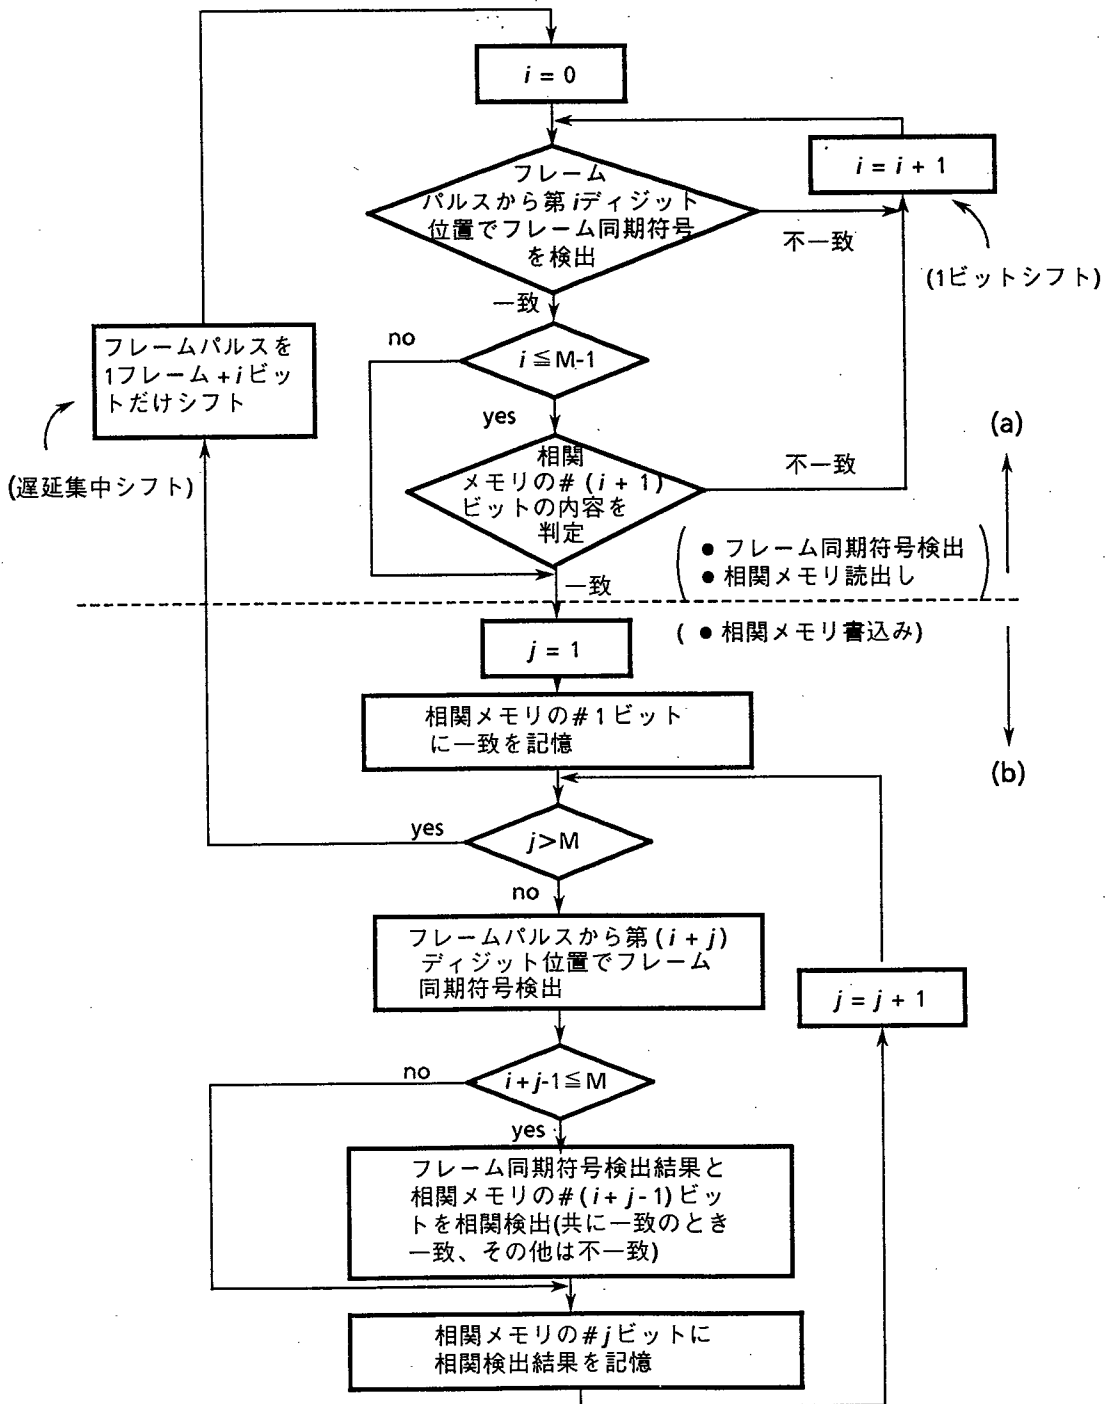 i = 0
i = i + 1
フレーム
パルスから第 iディジット
位置でフレーム同期符号
を検出
不一致
(1ビットシフト)
一致
no
i≦M-1
フレームパルスを
1フレーム + iビッ
トだけシフト
yes
(a)
(遅延集中シフト)
相関
メモリの# (i + 1)
ビットの内容を
判定
不一致
● フレーム同期符号検出
● 相関メモリ読出し
一致
( ● 相関メモリ書込み)
j = 1
相関メモリの# 1 ビット
に一致を記憶
(b)
yes
j>M
no
フレームパルスから第 (i + j)
ディジット位置でフレーム
同期符号検出
j = j + 1
no
i + j-1≦M
yes
フレーム同期符号検出結果と
相関メモリの# (i + j - 1) ビッ
トを相関検出(共に一致のとき
一致、その他は不一致)
相関メモリの# j ビットに
相関検出結果を記憶